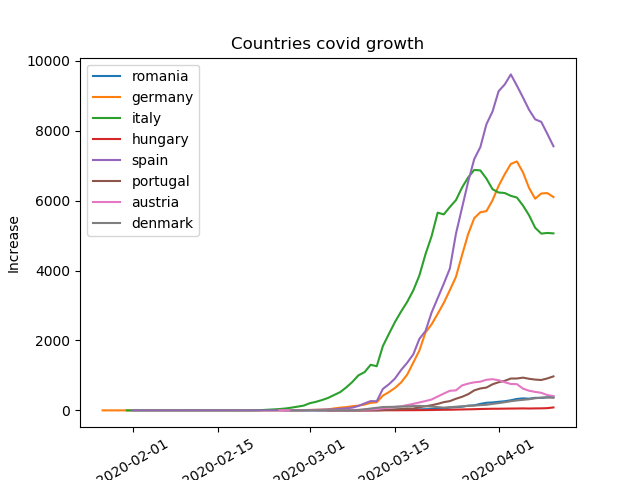 Countries covid growth
10000
8000
6000
4000
2000
0
Increase
romania
germany
italy
hungary
spain
portugal
austria
denmark
2020-02-01
2020-02-15
2020-03-01
2020-03-15
2020-04-01